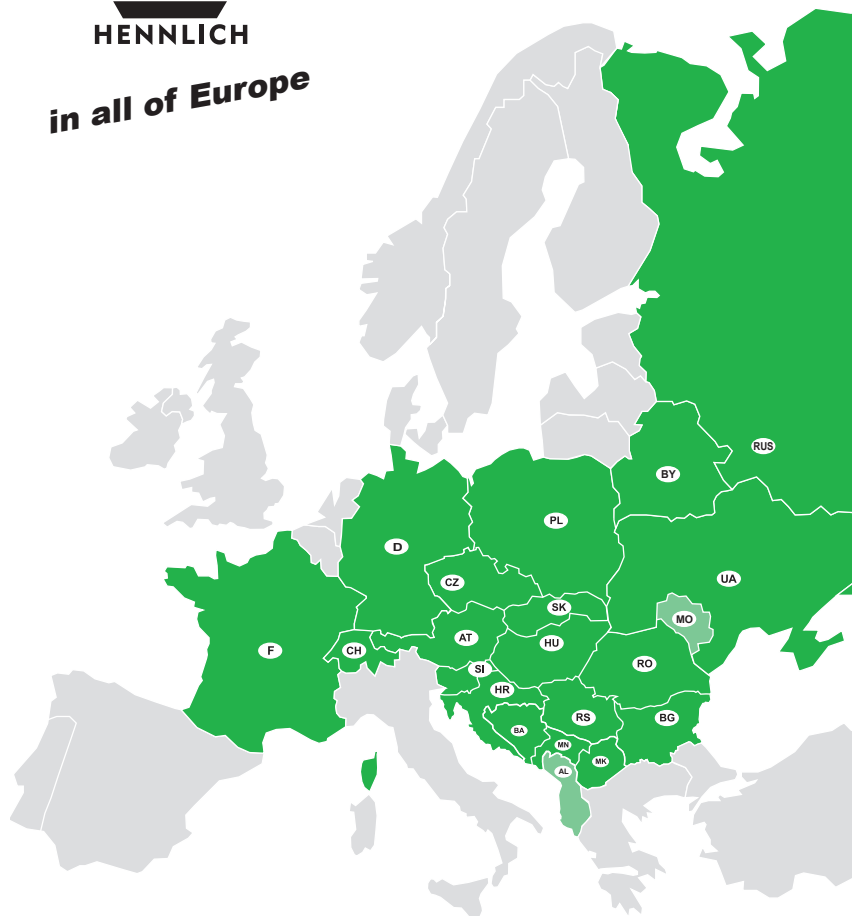 HENNLICH
in all of Europe
RUS
BY
PL
D
CZ
UA
SK
MO
AT
HU
F
CH
SI
RO
HR
RS
BG
BA
MN
MK
AL